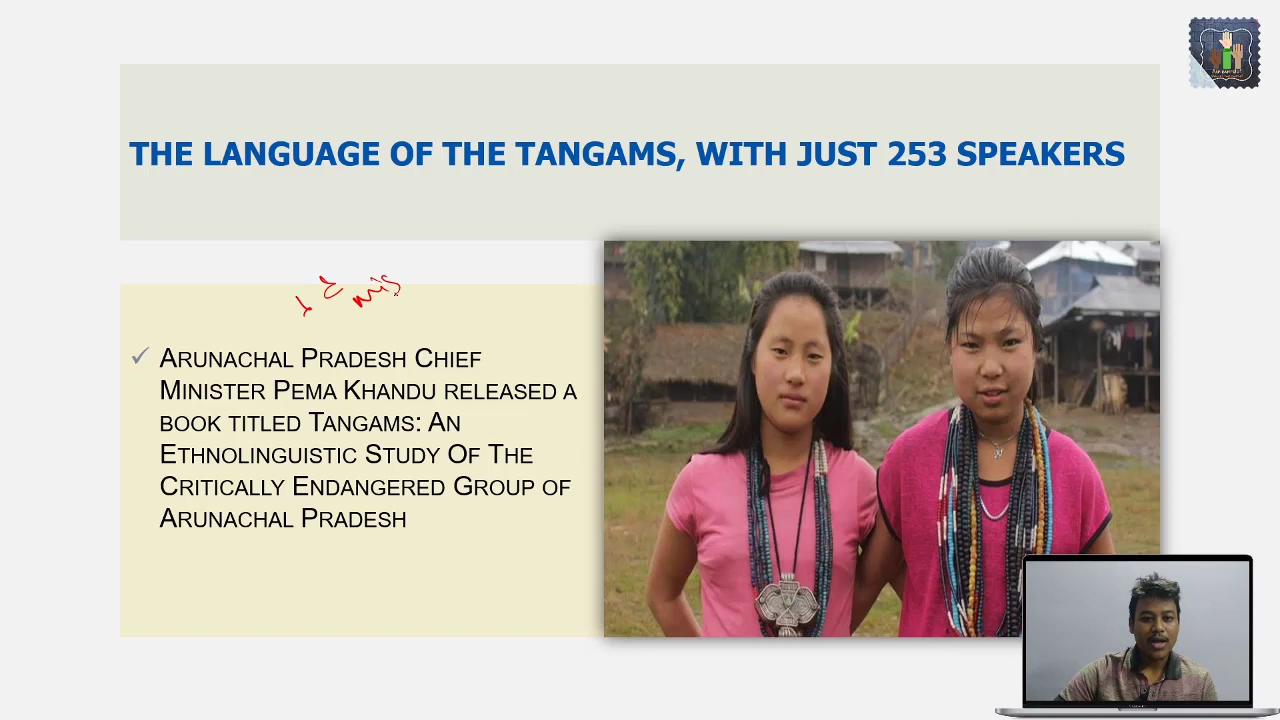 THE LANGUAGE OF THE TANGAMS, WITH JUST 253 SPEAKERS
ARUNACHAL PRADESH CHIEF
MINISTER PEMA KHANDU RELEASED A
BOOK TITLED TANGAMS: AN
ETHNOLINGUISTIC STUDY OF THE
CRITICALLY ENDANGERED GROUP OF
ARUNACHAL PRADESH